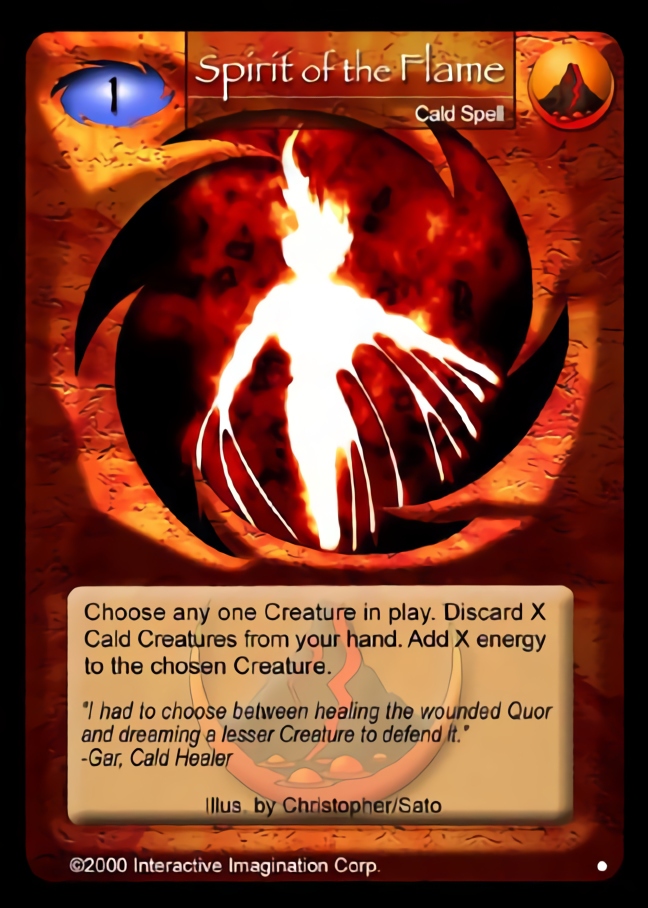 1
Spirit of the Flame
Cald Spell
Choose any one Creature in play. Discard X
Cald Creatures from your hand. Add X energy
to the chosen Creature.
"I had to choose between healing the wounded Quor
and dreaming a lesser Creature to defend it."
-Gar, Cald Healer
Illus. by Christopher/Sato
©2000 Interactive Imagination Corp.